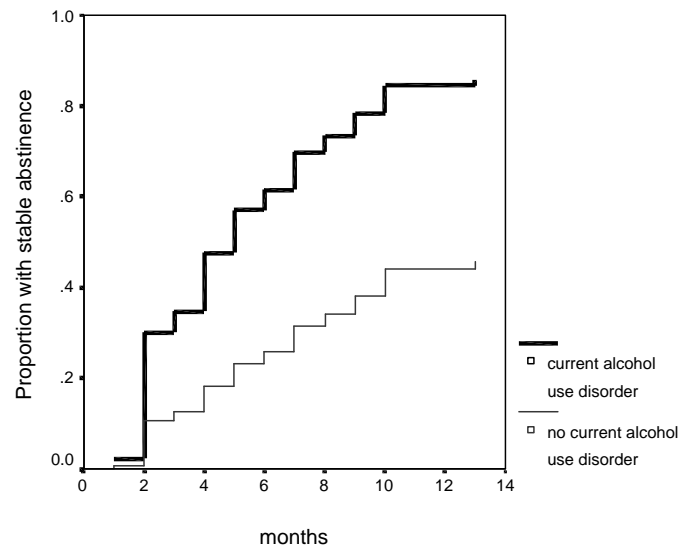 1.0
.8
.6
.4
.2
0.0
Proportion with stable abstinence
0 2 4 6 8 10 12 14
months
current alcohol
use disorder
no current alcohol
use disorder